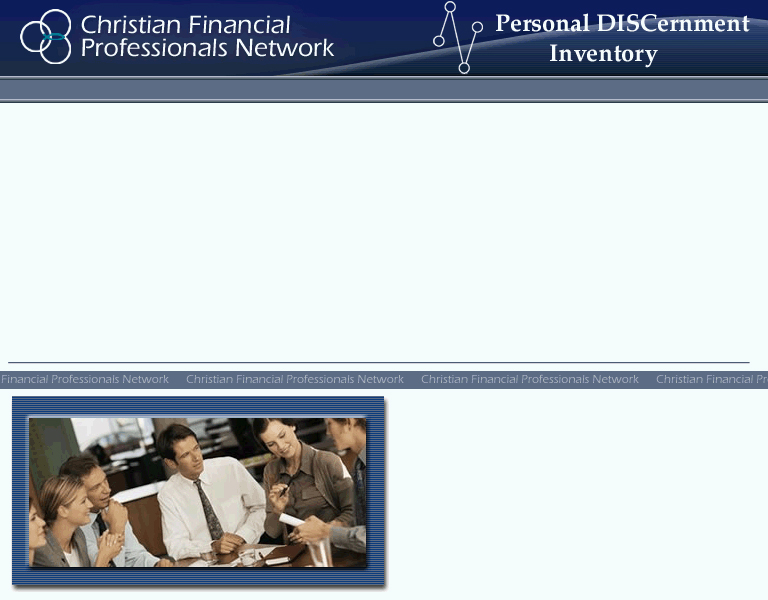 Christian Financial
Professionals Network
Personal DISCernment
Inventory
Financial Professionals Network Christian Financial Professionals Network Christian Financial Professionals Network Christian Financial Pr